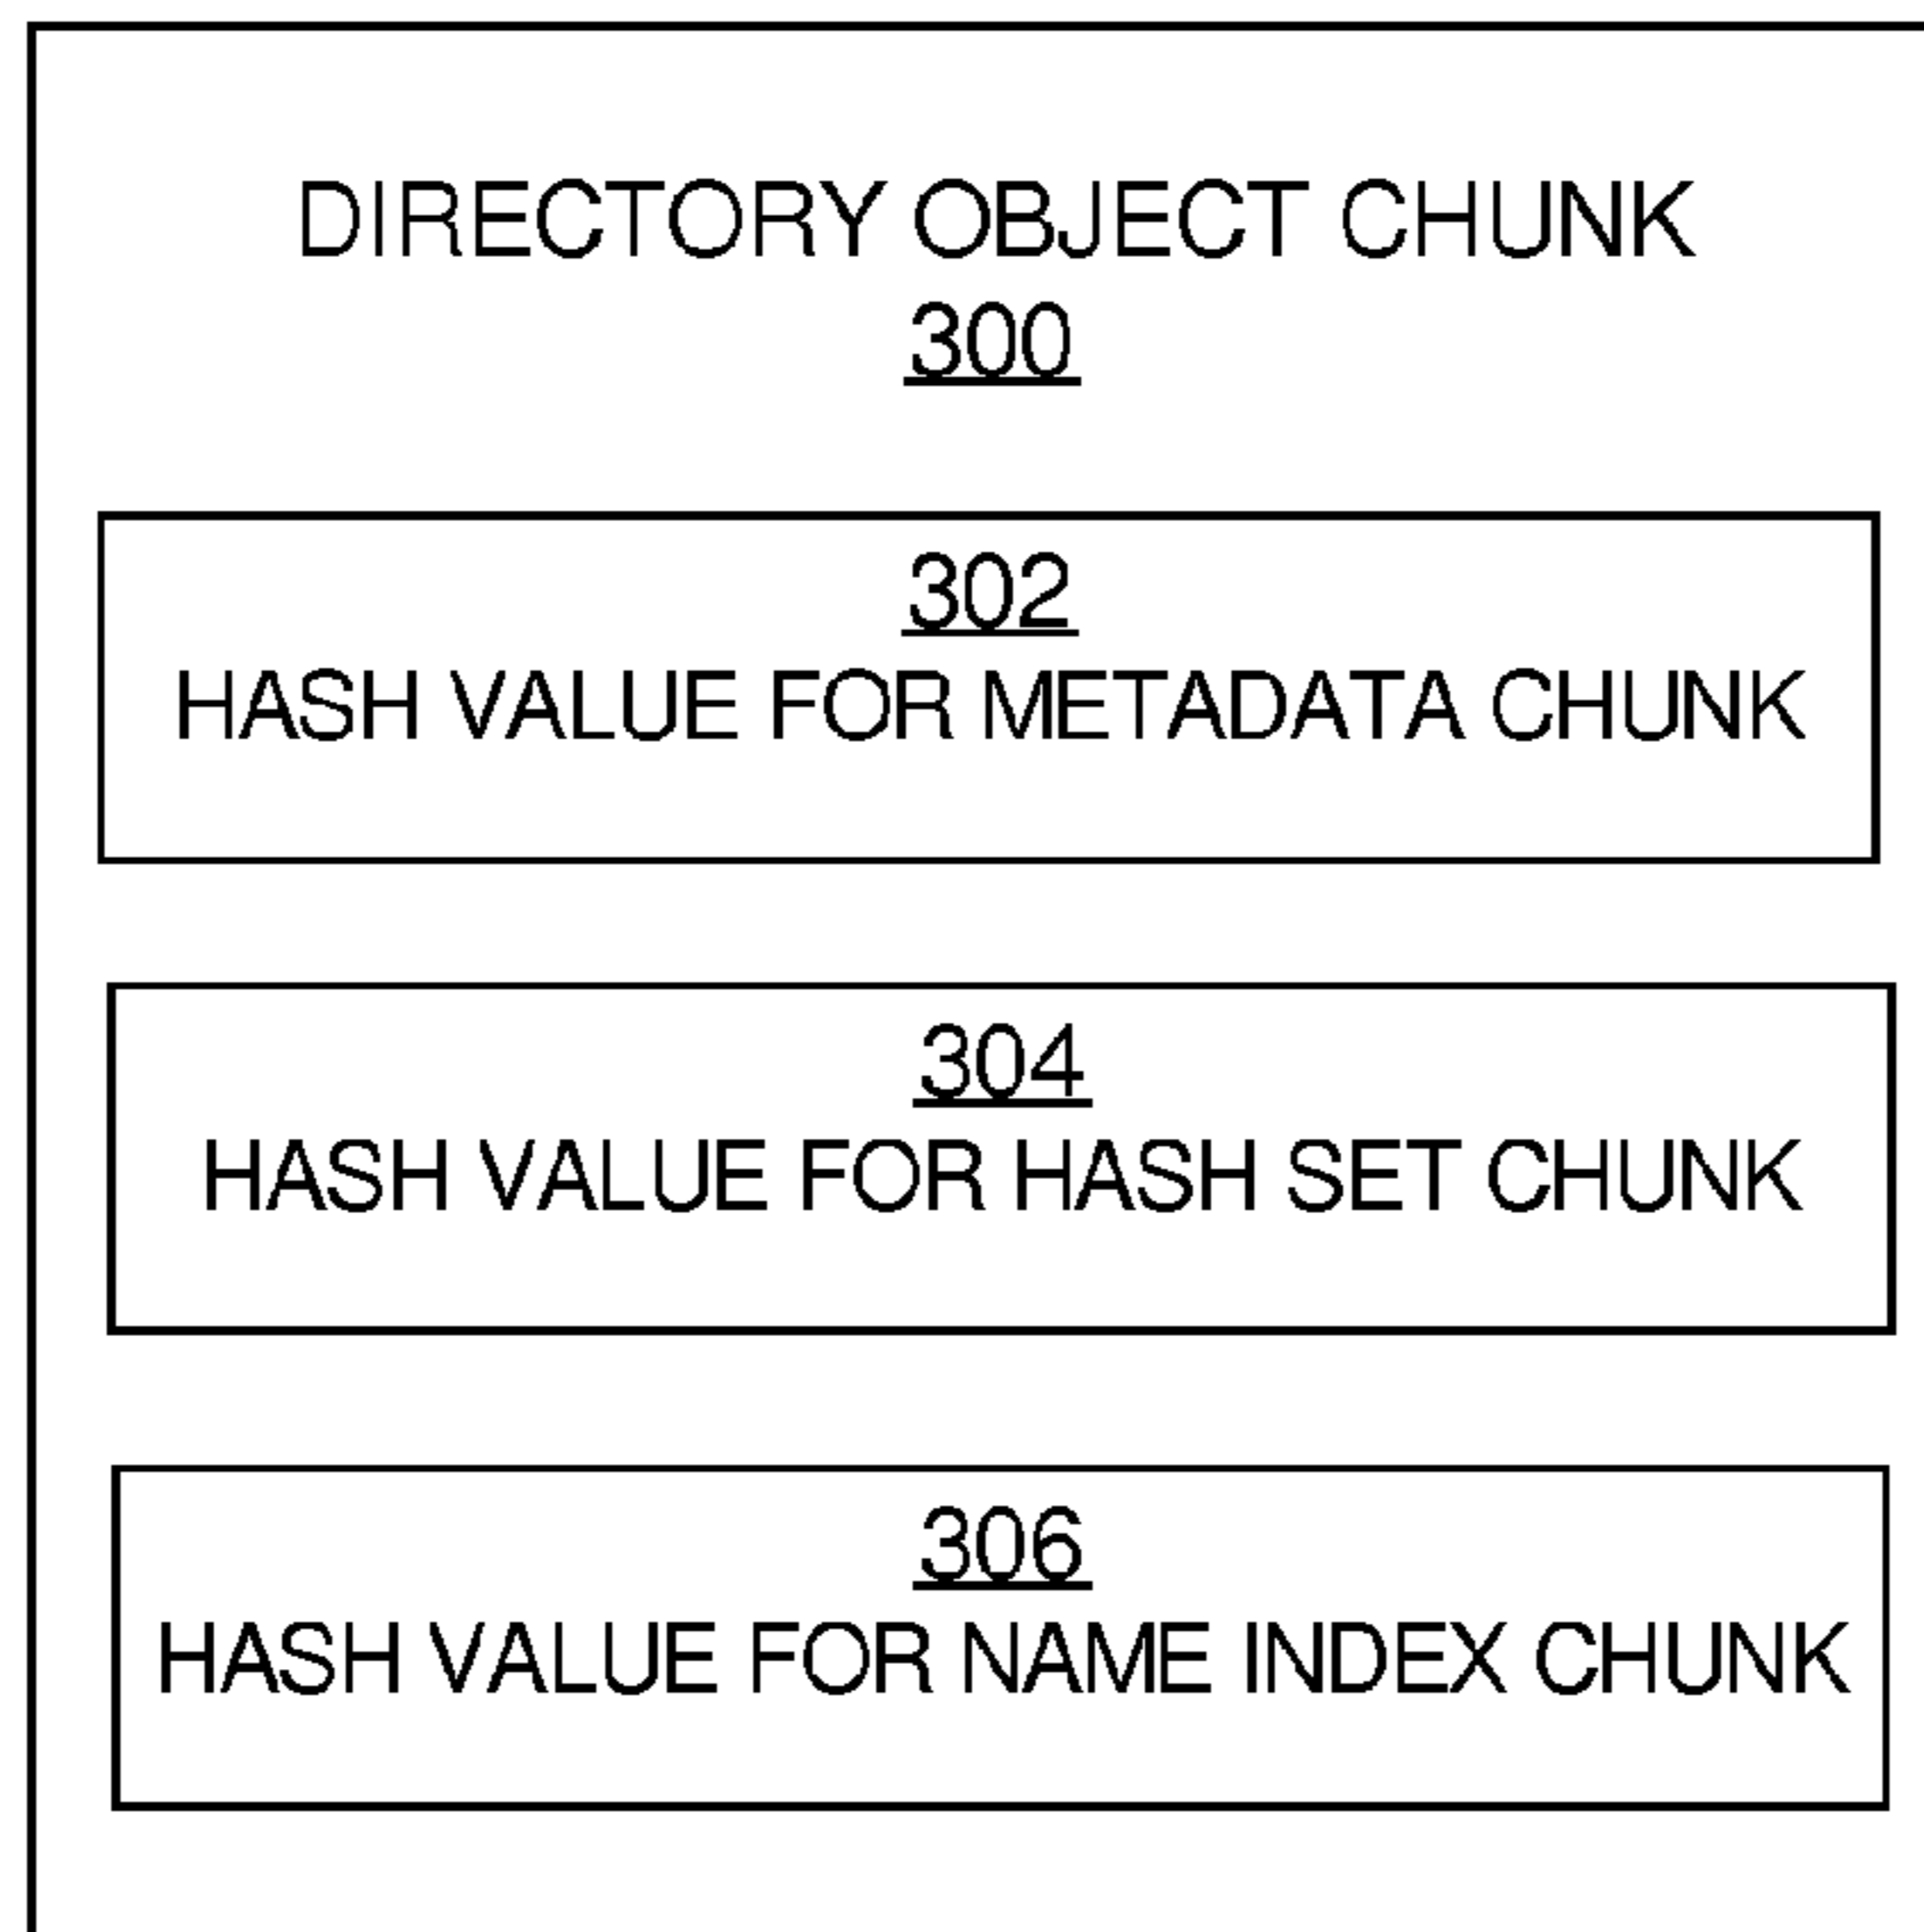 DIRECTORY OBJECT CHUNK
300
302
HASH VALUE FOR METADATA CHUNK
304
HASH VALUE FOR HASH SET CHUNK
306
HASH VALUE FOR NAME INDEX CHUNK